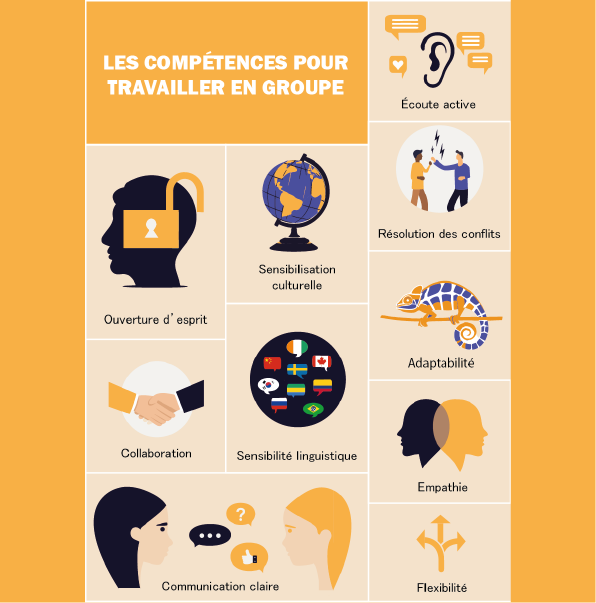 LES COMPÉTENCES POUR
TRAVAILLER EN GROUPE
Écoute active
Résolution des conflits
Sensibilisation
culturelle
Ouverture d'esprit
Adaptabilité
Collaboration
Sensibilité linguistique
Empathie
?
Communication claire
Flexibilité